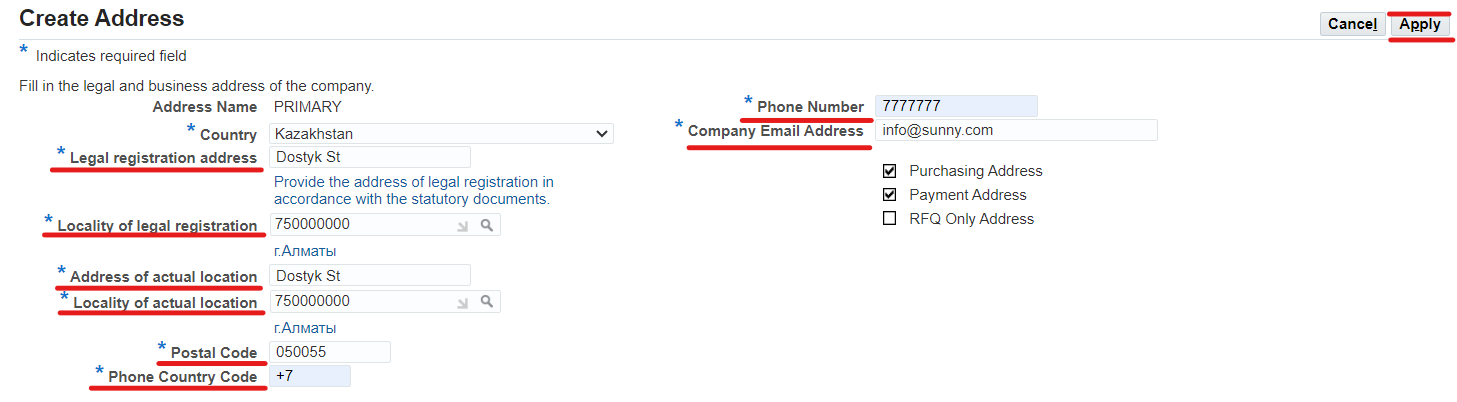 Create Address
Cancel Apply
* Indicates required field
Fill in the legal and business address of the company.
Address Name PRIMARY
* Country Kazakhstan
* Legal registration address Dostyk St
Provide the address of legal registration in
accordance with the statutory documents.
* Locality of legal registration 750000000
г.Алматы
* Address of actual location Dostyk St
* Locality of actual location 750000000
г.Алматы
* Postal Code 050055
* Phone Country Code +7
* Phone Number 7777777
* Company Email Address info@sunny.com
Purchasing Address
Payment Address
RFQ Only Address